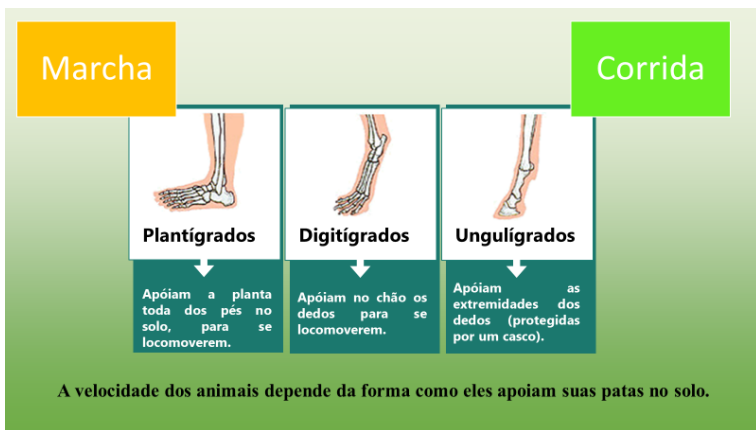 Marcha
Corrida
Plantígrados
Digitígrados
Ungulígrados
Apóiam a planta
toda dos pés no
solo, para se
locomoverem.
Apóiam no chão os
dedos para se
locomoverem.
Apóiam as
extremidades dos
dedos (protegidas
por um casco).
A velocidade dos animais depende da forma como eles apoiam suas patas no solo.